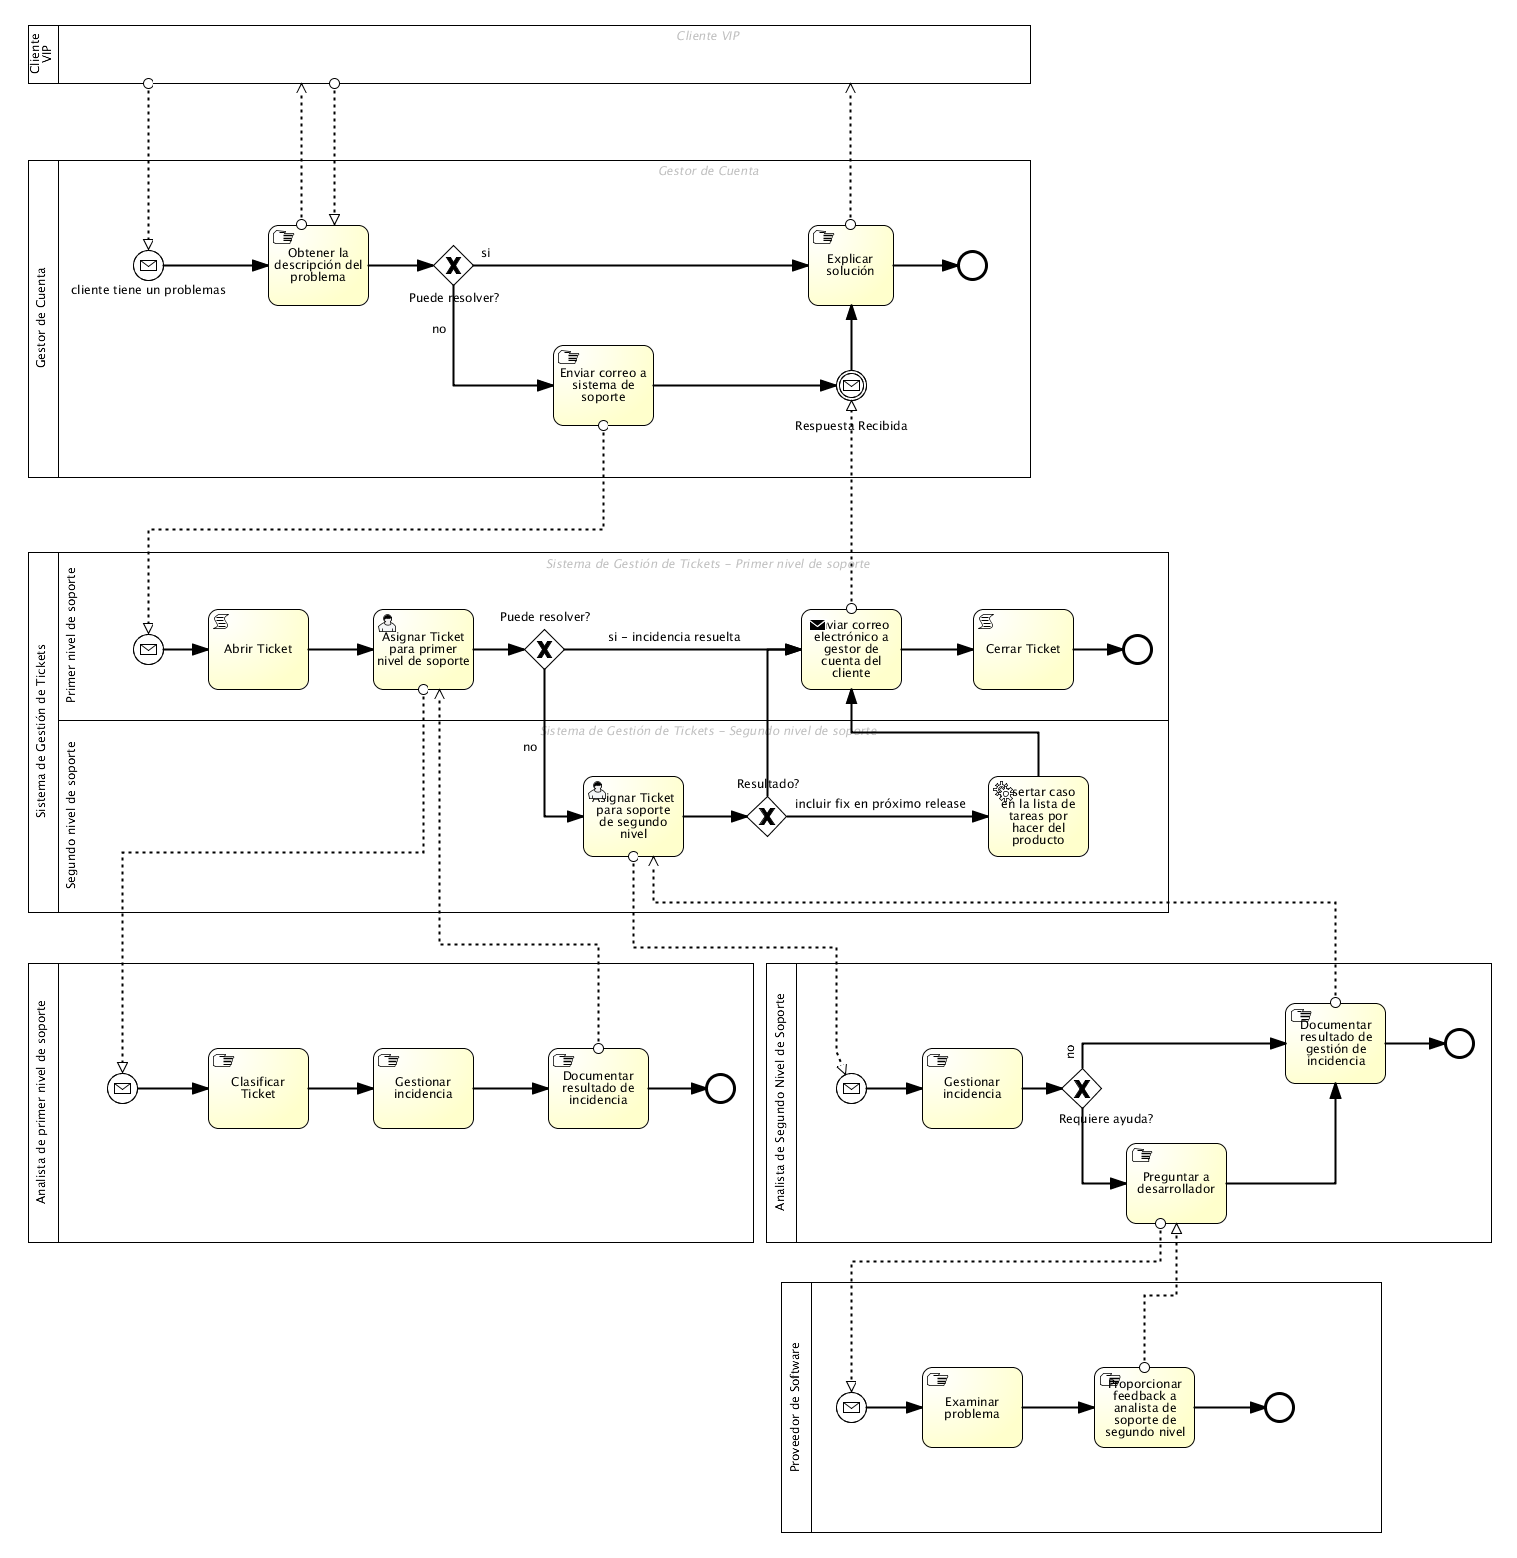 Cliente
VIP
Cliente VIP
Gestor de Cuenta
Gestor de Cuenta
cliente tiene un problemas
Obtener la
descripción del
problema
si
Puede resolver?
no
Explicar
solución
Enviar correo a
sistema de
soporte
Respuesta Recibida
Sistema de Gestión de Tickets
Primer nivel de soporte
Sistema de Gestión de Tickets - Primer nivel de soporte
Abrir Ticket
Asignar Ticket
para primer
nivel de soporte
Puede resolver?
si - incidencia resuelta
Enviar correo
electrónico a
gestor de
cuenta del
cliente
Cerrar Ticket
Segundo nivel de soporte
Sistema de Gestión de Tickets - Segundo nivel de soporte
no
Asignar Ticket
para soporte
de segundo
nivel
Resultado?
incluir fix en próximo release
Insertar caso
en la lista de
tareas por
hacer del
producto
Analista de primer nivel de soporte
Clasificar
Ticket
Gestionar
incidencia
Documentar
resultado de
incidencia
Analista de Segundo Nivel de Soporte
Gestionar
incidencia
no
Requiere ayuda?
Documentar
resultado de
gestión de
incidencia
Preguntar a
desarrollador
Proveedor de Software
Examinar
problema
Proporcionar
feedback a
analista de
soporte de
segundo nivel